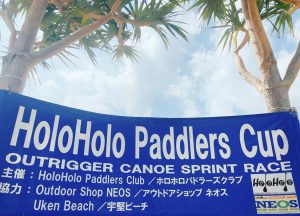 HoloHolo Paddlers Cup
OUTRIGGER CANOE SPRINT RACE
主催：HoloHolo Paddlers Club／ホロホロパドラーズクラブ
協力：Outdoor Shop NEOS／アウトドアショップ ネオス
Uken Beach／宇堅ビーチ
NEOS